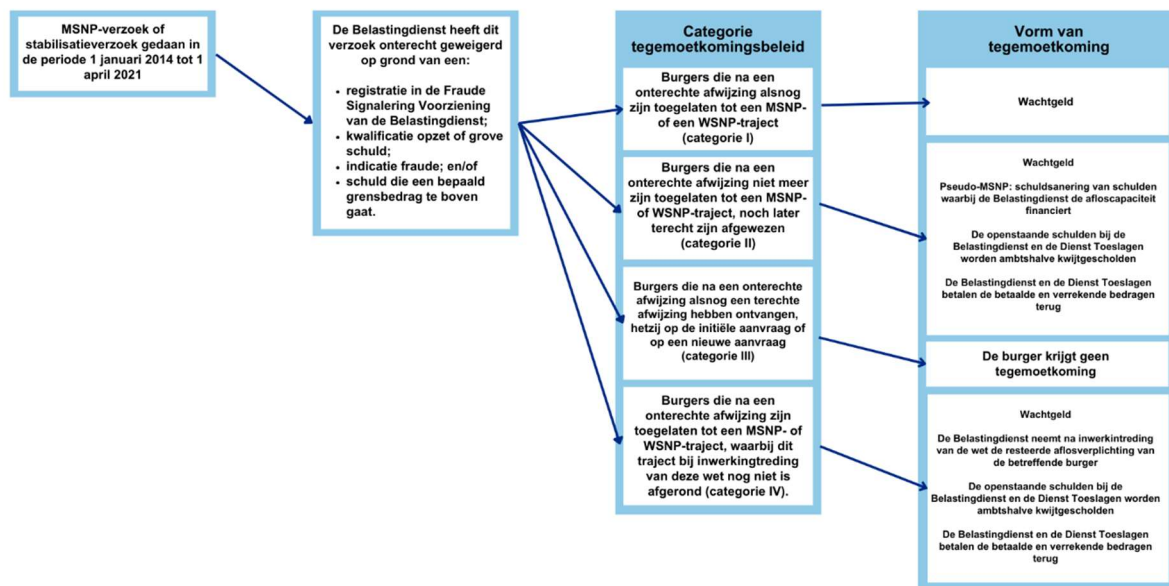 MSNP-verzoek of
stabilisatieverzoek gedaan in
de periode 1 januari 2014 tot 1
april 2021
De Belastingdienst heeft dit
verzoek onterecht geweigerd
op grond van een:
• registratie in de Fraude
Signalering Voorziening
van de Belastingdienst;
• kwalificatie opzet of grove
schuld;
• indicatie fraude; en/of
• schuld die een bepaald
grensbedrag te boven
gaat.
Categorie
tegemoetkomingsbeleid
Burgers die na een
onterechte afwijzing alsnog
zijn toegelaten tot een MSNP-
of een WSNP-traject
(categorie I)
Burgers die na een
onterechte afwijzing niet meer
zijn toegelaten tot een MSNP-
of WSNP-traject, noch later
terecht zijn afgewezen
(categorie II)
Burgers die na een onterechte
afwijzing alsnog een terechte
afwijzing hebben ontvangen,
hetzij op de initiële aanvraag of
op een nieuwe aanvraag
(categorie III)
Burgers die na een
onterechte afwijzing zijn
toegelaten tot een MSNP- of
WSNP-traject, waarbij dit
traject bij inwerkingtreding
van deze wet nog niet is
afgerond (categorie IV).
Vorm van
tegemoetkoming
Wachtgeld
Wachtgeld
Pseudo-MSNP: schuldsanering van schulden
waarbij de Belastingdienst de afloscapaciteit
financiert
De openstaande schulden bij de
Belastingdienst en de Dienst Toeslagen
worden ambtshalve kwijtgescholden
De Belastingdienst en de Dienst Toeslagen
betalen de betaalde en verrekende bedragen
terug
De burger krijgt geen
tegemoetkoming
Wachtgeld
De Belastingdienst neemt na inwerkintreding
van de wet de resteerde aflosverplichting van
de betreffende burger
De openstaande schulden bij de
Belastingdienst en de Dienst Toeslagen worden
ambtshalve kwijtgescholden
De Belastingdienst en de Dienst Toeslagen
betalen de betaalde en verrekende bedragen
terug